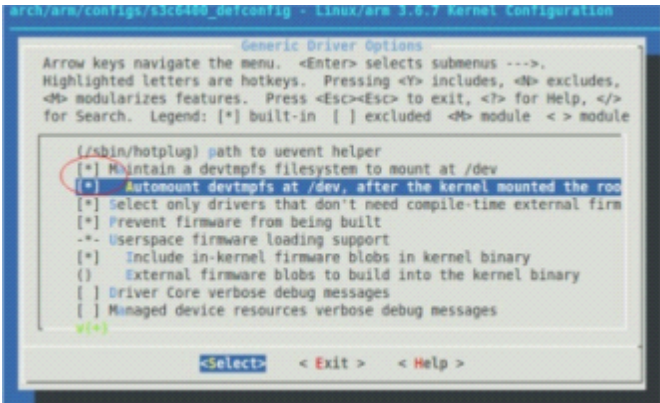 arch/arm/configs/s3c6400_defconfig - Linux/arm 3.6.7 Kernel Configuration
Generic Driver Options
Arrow keys navigate the menu. <Enter> selects submenus --->.
Highlighted letters are hotkeys. Pressing <Y> includes, <N> excludes,
<M> modularizes features. Press <Esc><Esc> to exit, <?> for Help, </>
for Search. Legend: [*] built-in [ ] excluded <M> module < > module
(/sbin/hotplug) path to uevent helper
[*] Maintain a devtmpfs filesystem to mount at /dev
[*] Automount devtmpfs at /dev, after the kernel mounted the roo
[*] Select only drivers that don't need compile-time external firm
[*] Prevent firmware from being built
-*- Userspace firmware loading support
[*] Include in-kernel firmware blobs in kernel binary
() External firmware blobs to build into the kernel binary
[ ] Driver Core verbose debug messages
[ ] Managed device resources verbose debug messages
v(+)
<Select> < Exit > < Help >